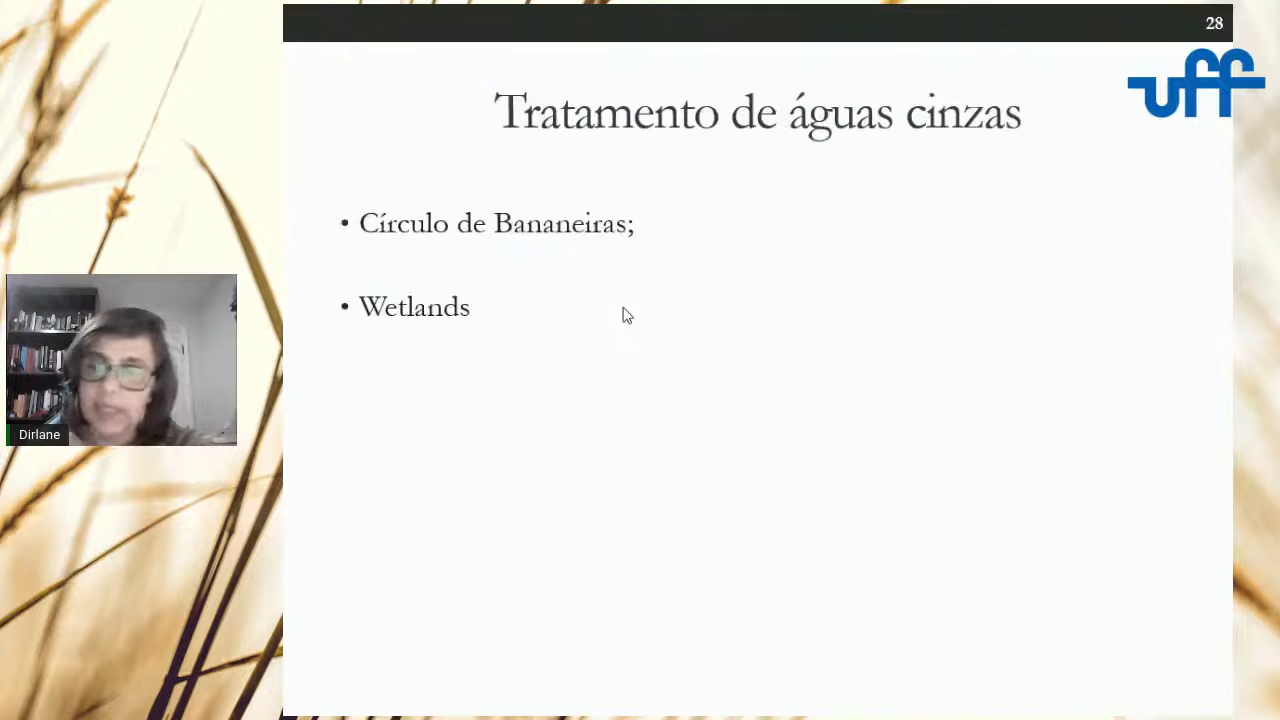 28
uff
Tratamento de águas cinzas
• Círculo de Bananeiras;
• Wetlands
Dirlane